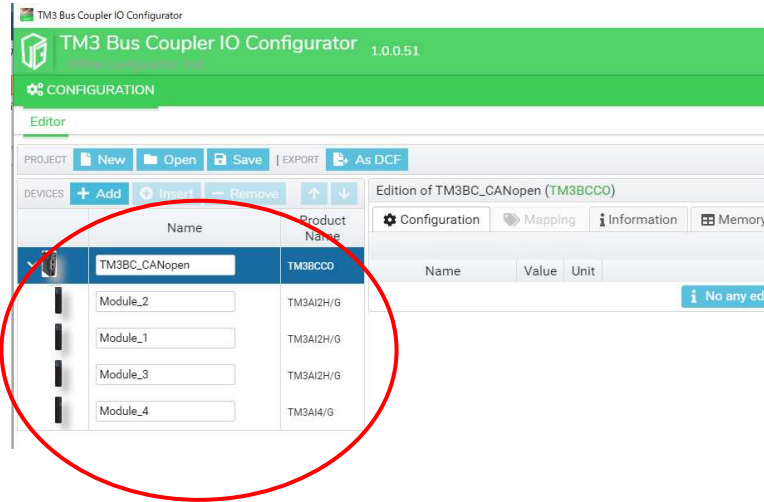 TM3 Bus Coupler IO Configurator
TM3 Bus Coupler IO Configurator 1.0.0.51
CONFIGURATION
Editor
PROJECT New Open Save | EXPORT As DCF
DEVICES Add Insert Remove
Edition of TM3BC_CANopen (TM3BCCO)
Name Product Name
Configuration Mapping Information Memory
Name Value Unit
No any ed
TM3BC_CANopen TM3BCCO
Module_2 TM3AI2H/G
Module_1 TM3AI2H/G
Module_3 TM3AI2H/G
Module_4 TM3AI4/G